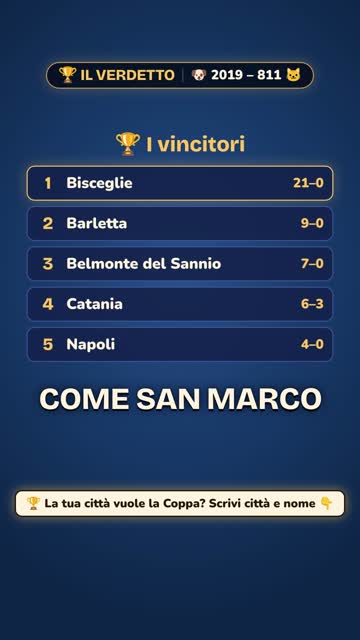 🏆 IL VERDETTO | 🐶 2019 – 811 🐱
🏆 I vincitori
1 Bisceglie 21–0
2 Barletta 9–0
3 Belmonte del Sannio 7–0
4 Catania 6–3
5 Napoli 4–0
COME SAN MARCO
🏆 La tua città vuole la Coppa? Scrivi città e nome 👇